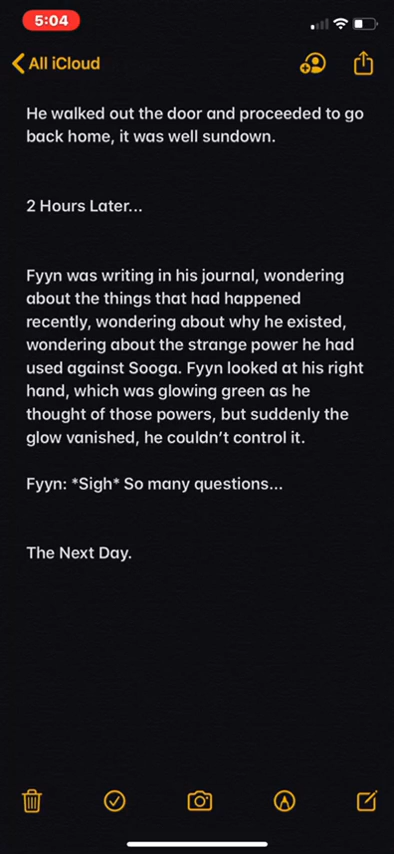 5:04
All iCloud
He walked out the door and proceeded to go
back home, it was well sundown.
2 Hours Later...
Fyyn was writing in his journal, wondering
about the things that had happened
recently, wondering about why he existed,
wondering about the strange power he had
used against Sooga. Fyyn looked at his right
hand, which was glowing green as he
thought of those powers, but suddenly the
glow vanished, he couldn't control it.
Fyyn: *Sigh* So many questions...
The Next Day.